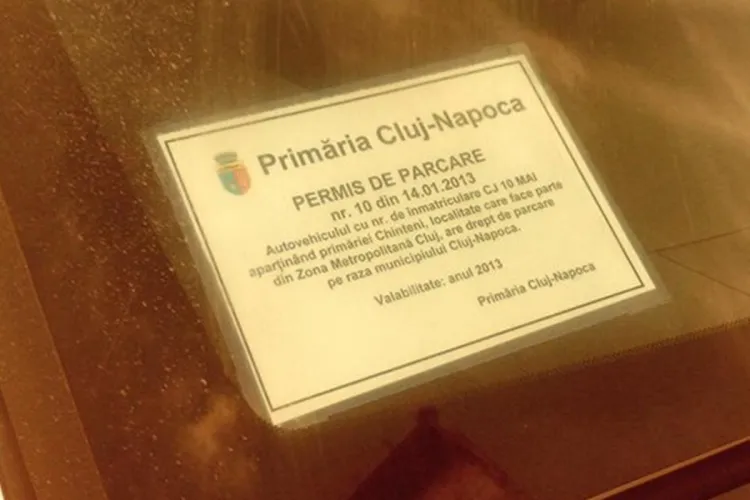 Primăria Cluj-Napoca
PERMIS DE PARCARE
nr. 10 din 14.01.2013
Autovehiculul cu nr. de inmatriculare CJ 10 MAI
aparţinând primăriei Chinteni, localitate care face parte
din Zona Metropolitană Cluj, are drept de parcare
pe raza municipiului Cluj-Napoca.
Valabilitate: anul 2013
Primăria Cluj-Napoca